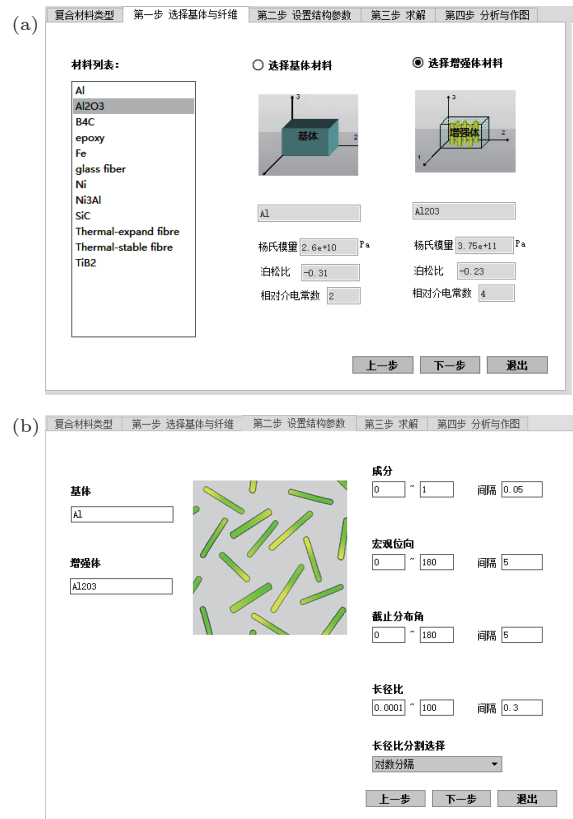 (a)
复合材料类型 第一步 选择基体与纤维 第二步 设置结构参数 第三步 求解 第四步 分析与作图
材料列表:
选择基体材料
选择增强体材料
Al
Al2O3
B4C
epoxy
Fe
glass fiber
Ni
Ni3Al
SiC
Thermal-expand fibre
Thermal-stable fibre
TiB2
3
基体
2
3
增强体
2
1
Al
Al2O3
杨氏模量 2.6e+10 Pa
杨氏模量 3.75e+11 Pa
泊松比 -0.31
泊松比 -0.23
相对介电常数 2
相对介电常数 4
上一步 下一步 退出
(b)
复合材料类型 第一步 选择基体与纤维 第二步 设置结构参数 第三步 求解 第四步 分析与作图
基体
Al
增强体
Al2O3
成分
0 ~ 1 间隔 0.05
宏观位向
0 ~ 180 间隔 5
截止分布角
0 ~ 180 间隔 5
长径比
0.0001 ~ 100 间隔 0.3
长径比分割选择
对数分隔
上一步 下一步 退出